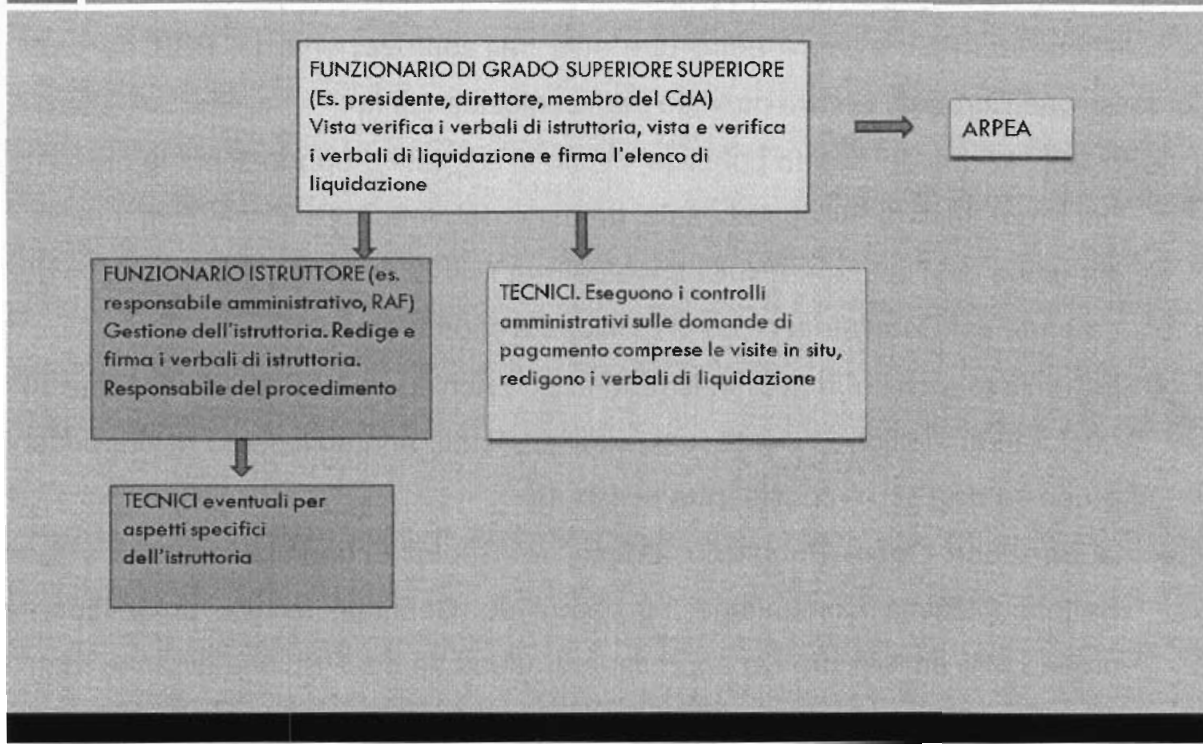 FUNZIONARIO DI GRADO SUPERIORE SUPERIORE
(Es. presidente, direttore, membro del CdA)
Vista verifica i verbali di istruttoria, vista e verifica
i verbali di liquidazione e firma l'elenco di
liquidazione
ARPEA
FUNZIONARIO ISTRUTTORE (es.
responsabile amministrativo, RAF)
Gestione dell'istruttoria. Redige e
firma i verbali di istruttoria.
Responsabile del procedimento
TECNICI. Eseguono i controlli
amministrativi sulle domande di
pagamento comprese le visite in situ,
redigono i verbali di liquidazione
TECNICI eventuali per
aspetti specifici
dell'istruttoria